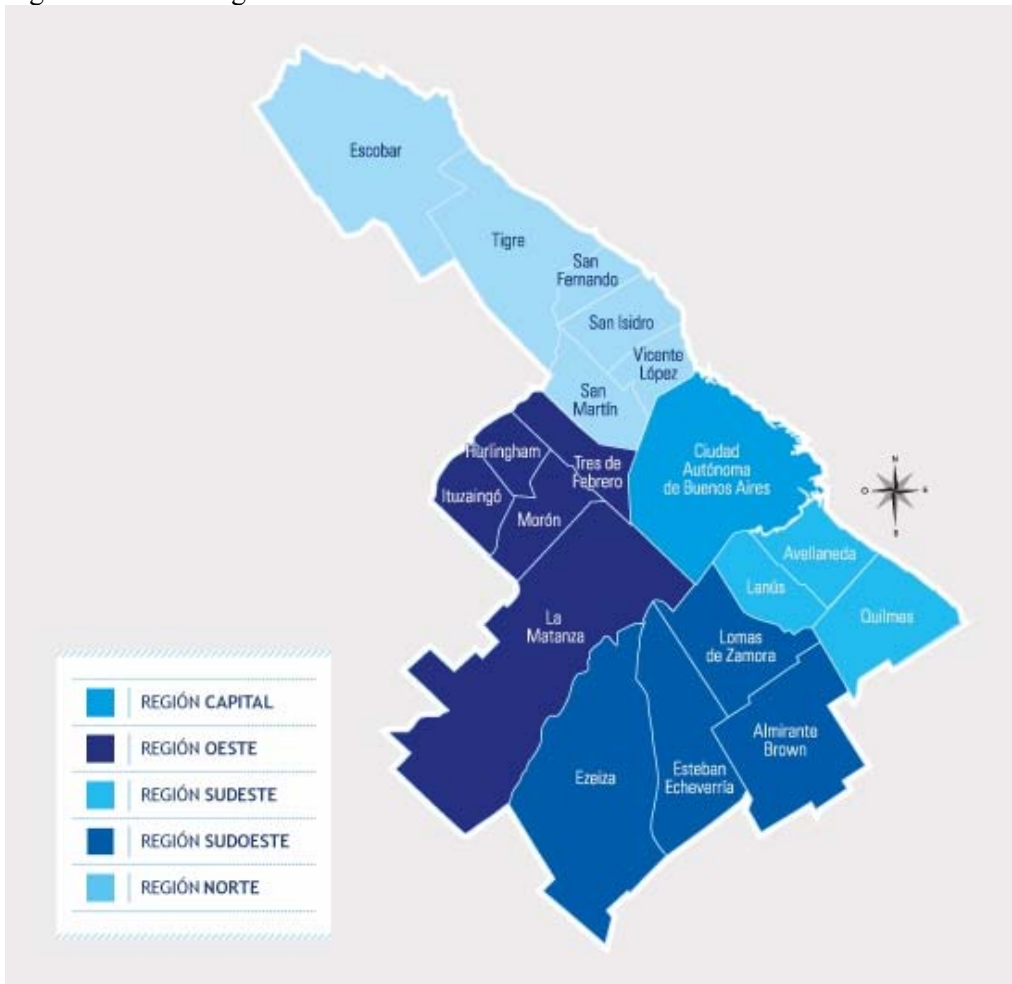 Escobar
Tigre
San
Fernando
San Isidro
Vicente
López
San
Martín
Hurlingham
Tres de
Febrero
Ituzaingó
Morón
Ciudad
Autónoma
de Buenos Aires
N
O
E
S
Avellaneda
Lanús
Quilmes
La
Matanza
Lomas
de Zamora
Almirante
Brown
Ezeiza
Esteban
Echeverría
REGIÓN CAPITAL
REGIÓN OESTE
REGIÓN SUDESTE
REGIÓN SUDOESTE
REGIÓN NORTE